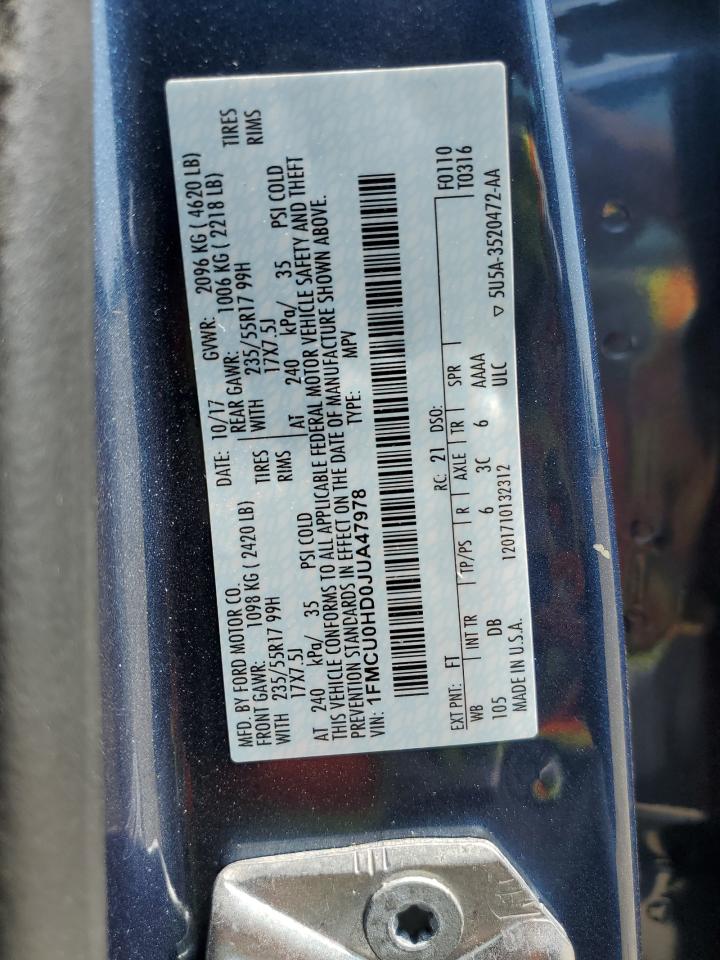 MFD. BY FORD MOTOR CO. DATE: 10/17 GVWR: 2096 KG ( 4620 LB)
FRONT GAWR: 1098 KG ( 2420 LB) REAR GAWR: 1006 KG ( 2218 LB)
WITH 235/55R17 99H TIRES WITH 235/55R17 99H TIRES
17X7.5J RIMS 17X7.5J RIMS
AT 240 kPa/ 35 PSI COLD AT 240 kPa/ 35 PSI COLD
THIS VEHICLE CONFORMS TO ALL APPLICABLE FEDERAL MOTOR VEHICLE SAFETY AND THEFT
PREVENTION STANDARDS IN EFFECT ON THE DATE OF MANUFACTURE SHOWN ABOVE.
VIN: 1FMCU0HD0JUA47978 TYPE: MPV
EXT PNT: FT RC: 21 DSO: F0110
WB INT TR TP/PS R AXLE TR SPR T0316
105 DB 6 3C 6 AAAA
MADE IN U.S.A. 1201710132312 ULC ▽ 5U5A-3520472-AA